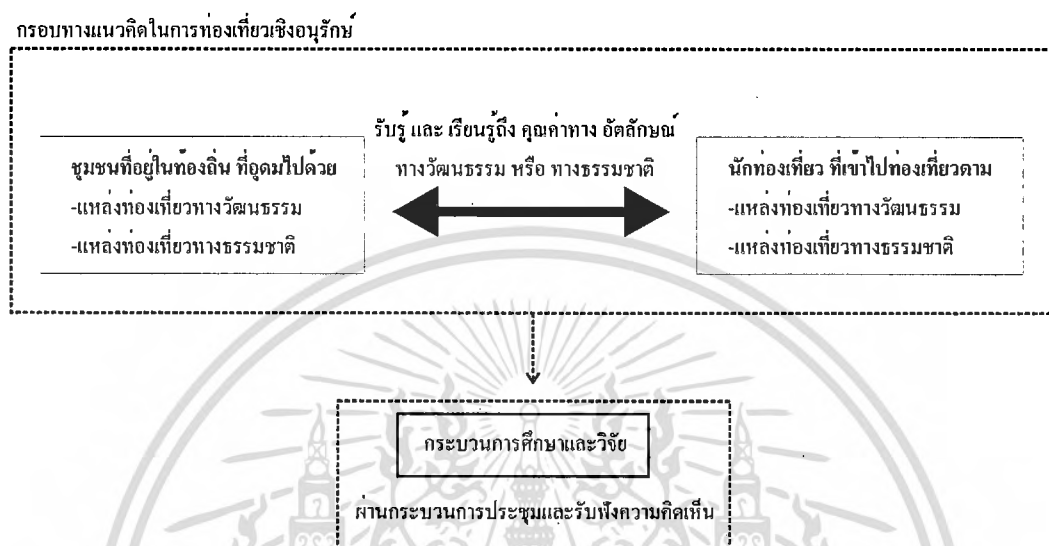 กรอบทางแนวคิดในการท่องเที่ยวเชิงอนุรักษ์
รับรู้ และ เรียนรู้ถึง คุณค่าทาง อัตลักษณ์
ทางวัฒนธรรม หรือ ทางธรรมชาติ
ชุมชนที่อยู่ในท้องถิ่น ที่อุดมไปด้วย
-แหล่งท่องเที่ยวทางวัฒนธรรม
-แหล่งท่องเที่ยวทางธรรมชาติ
นักท่องเที่ยว ที่เข้าไปท่องเที่ยวตาม
-แหล่งท่องเที่ยวทางวัฒนธรรม
-แหล่งท่องเที่ยวทางธรรมชาติ
กระบวนการศึกษาและวิจัย
ผ่านกระบวนการประชุมและรับฟังความคิดเห็น